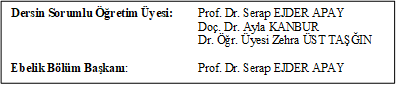 Dersin Sorumlu Öğretim Üyesi: Prof. Dr. Serap EJDER APAY
Doç. Dr. Ayla KANBUR
Dr. Öğr. Üyesi Zehra ÜST TAŞĞIN
Ebelik Bölüm Başkanı: Prof. Dr. Serap EJDER APAY